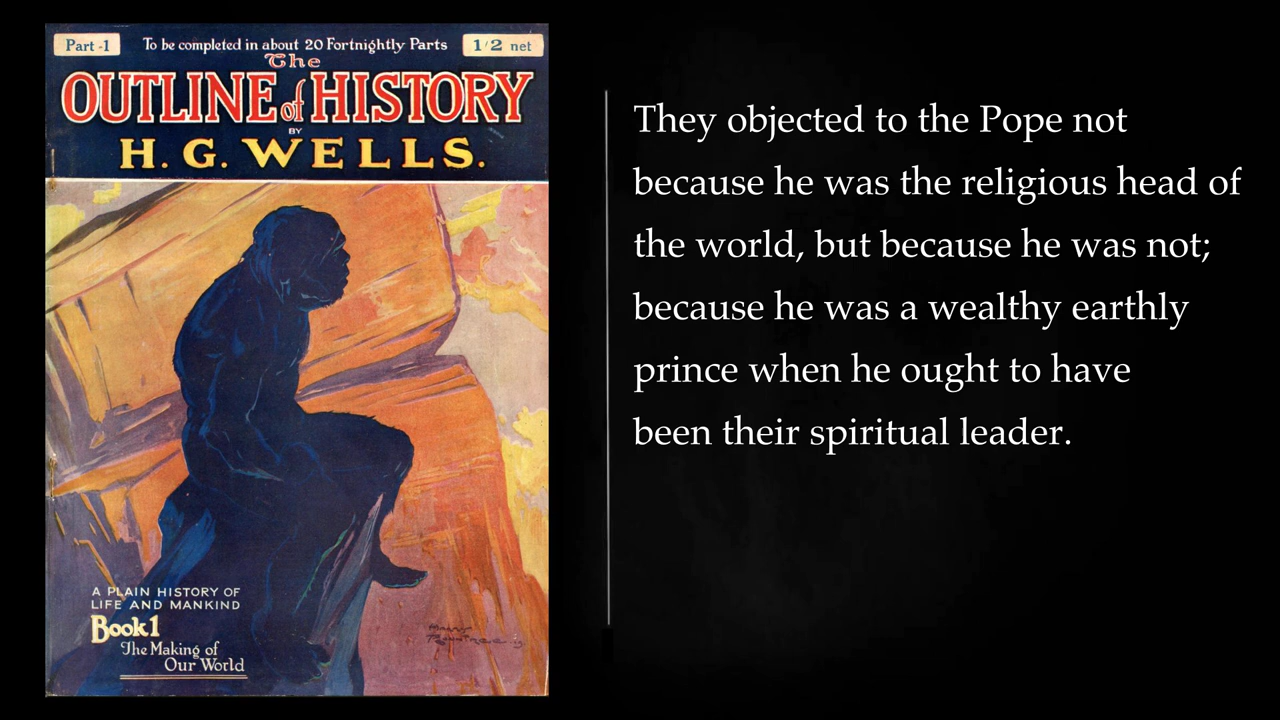 Part -1
To be completed in about 20 Fortnightly Parts
1/2 net
The
OUTLINE of HISTORY
BY
H. G. WELLS.
A PLAIN HISTORY OF
LIFE AND MANKIND
Book 1
The Making of
Our World
They objected to the Pope not
because he was the religious head of
the world, but because he was not;
because he was a wealthy earthly
prince when he ought to have
been their spiritual leader.